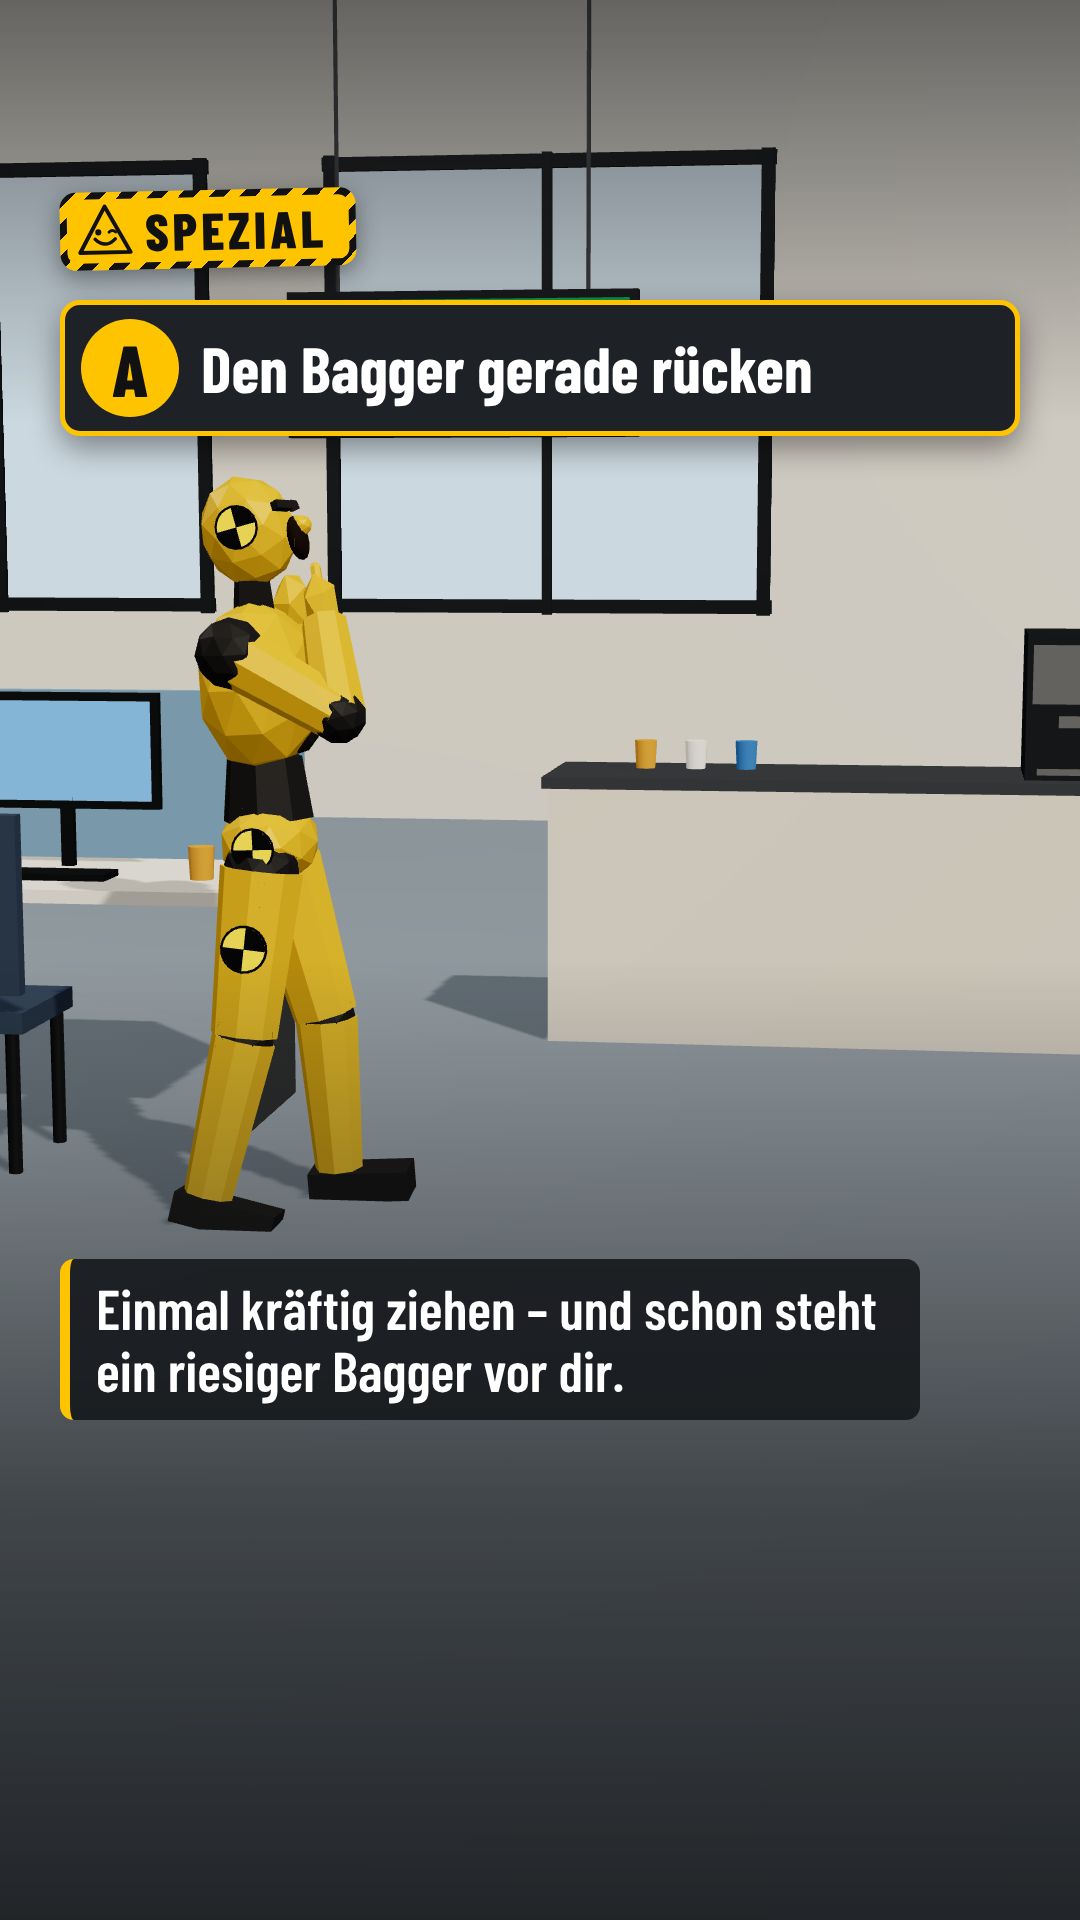 SPEZIAL
A Den Bagger gerade rücken
Einmal kräftig ziehen – und schon steht
ein riesiger Bagger vor dir.